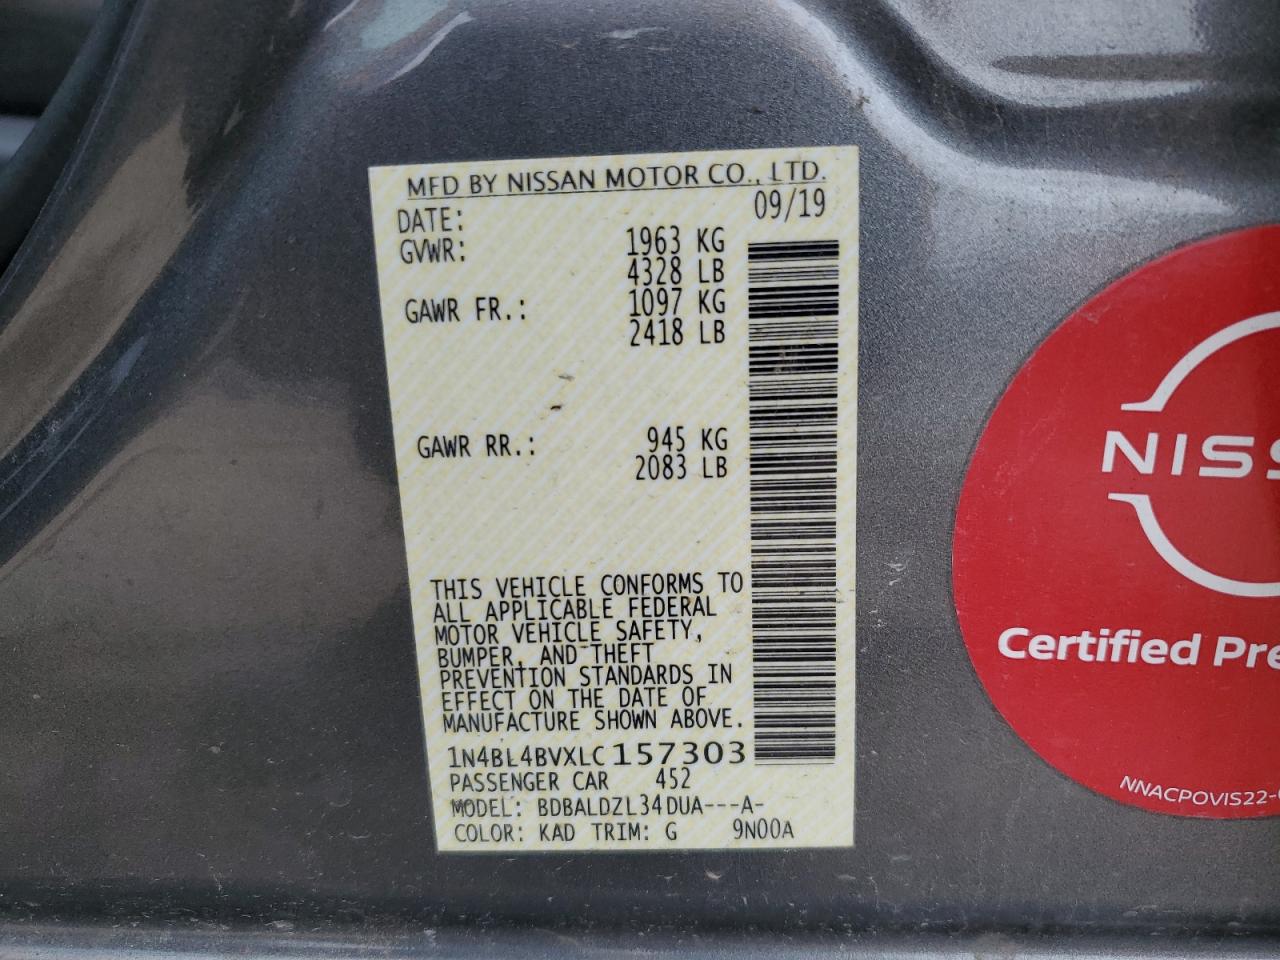 MFD BY NISSAN MOTOR CO., LTD.
DATE: 09/19
GVWR: 1963 KG
4328 LB
GAWR FR.: 1097 KG
2418 LB
GAWR RR.: 945 KG
2083 LB
THIS VEHICLE CONFORMS TO
ALL APPLICABLE FEDERAL
MOTOR VEHICLE SAFETY,
BUMPER, AND THEFT
PREVENTION STANDARDS IN
EFFECT ON THE DATE OF
MANUFACTURE SHOWN ABOVE.
1N4BL4BVXLC157303
PASSENGER CAR 452
MODEL: BDBALDZL34DUA---A-
COLOR: KAD TRIM: G 9N00A
NISS
Certified Pre
NNACPOVIS22-